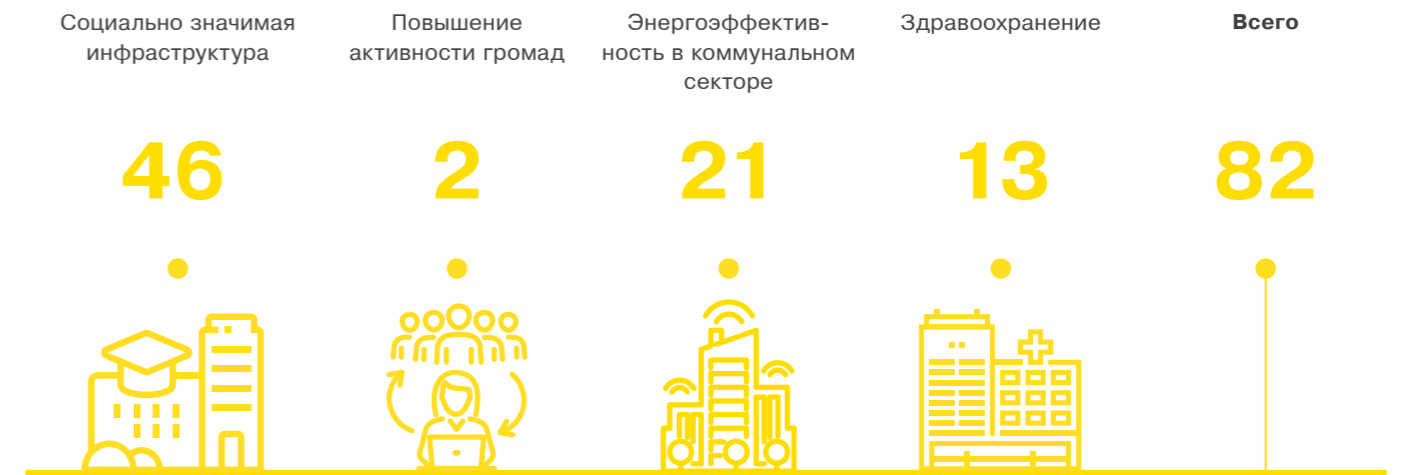 Социально значимая
инфраструктура
Повышение
активности громад
Энергоэффектив-
ность в коммунальном
секторе
Здравоохранение
Всего
46
2
21
13
82